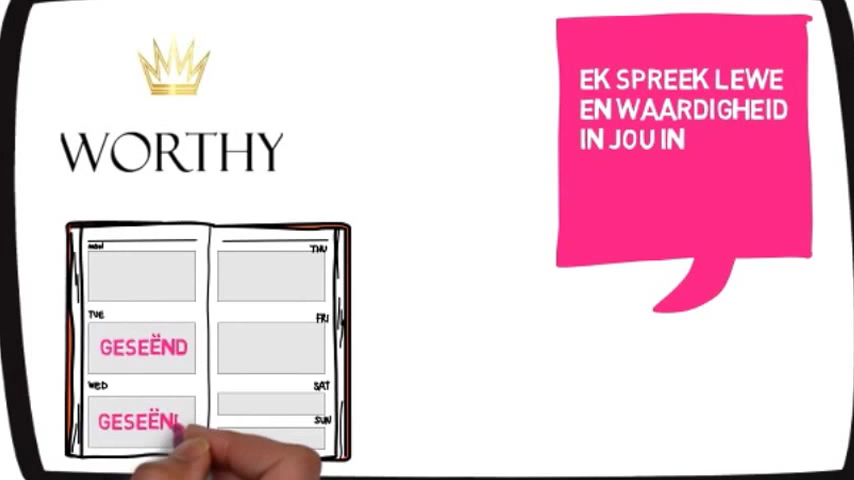 WORTHY
EK SPREEK LEWE
EN WAARDIGHEID
IN JOU IN
MON
TUE
GESEËND
WED
GESEËN
THU
FRI
SAT
SUN